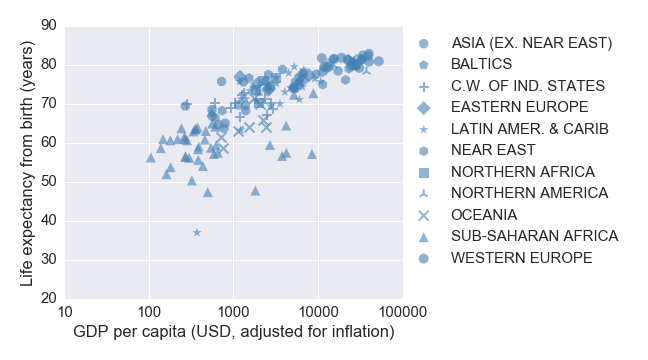 90
80
70
60
50
40
30
20
Life expectancy from birth (years)
10
100
1000
10000
100000
GDP per capita (USD, adjusted for inflation)
ASIA (EX. NEAR EAST)
BALTICS
C.W. OF IND. STATES
EASTERN EUROPE
LATIN AMER. & CARIB
NEAR EAST
NORTHERN AFRICA
NORTHERN AMERICA
OCEANIA
SUB-SAHARAN AFRICA
WESTERN EUROPE